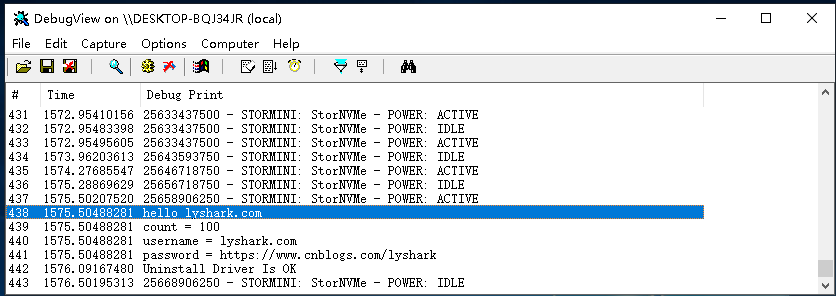 DebugView on \\DESKTOP-BQJ34JR (local)
File Edit Capture Options Computer Help
# Time Debug Print
431 1572.95410156 25633437500 - STORMINI: StorNVMe - POWER: ACTIVE
432 1572.95483398 25633437500 - STORMINI: StorNVMe - POWER: IDLE
433 1572.95495605 25633437500 - STORMINI: StorNVMe - POWER: ACTIVE
434 1573.96203613 25643593750 - STORMINI: StorNVMe - POWER: IDLE
435 1574.27685547 25646718750 - STORMINI: StorNVMe - POWER: ACTIVE
436 1575.28869629 25656718750 - STORMINI: StorNVMe - POWER: IDLE
437 1575.50207520 25658906250 - STORMINI: StorNVMe - POWER: ACTIVE
438 1575.50488281 hello lyshark.com
439 1575.50488281 count = 100
440 1575.50488281 username = lyshark.com
441 1575.50488281 password = https://www.cnblogs.com/lyshark
442 1576.09167480 Uninstall Driver Is OK
443 1576.50195313 25668906250 - STORMINI: StorNVMe - POWER: IDLE